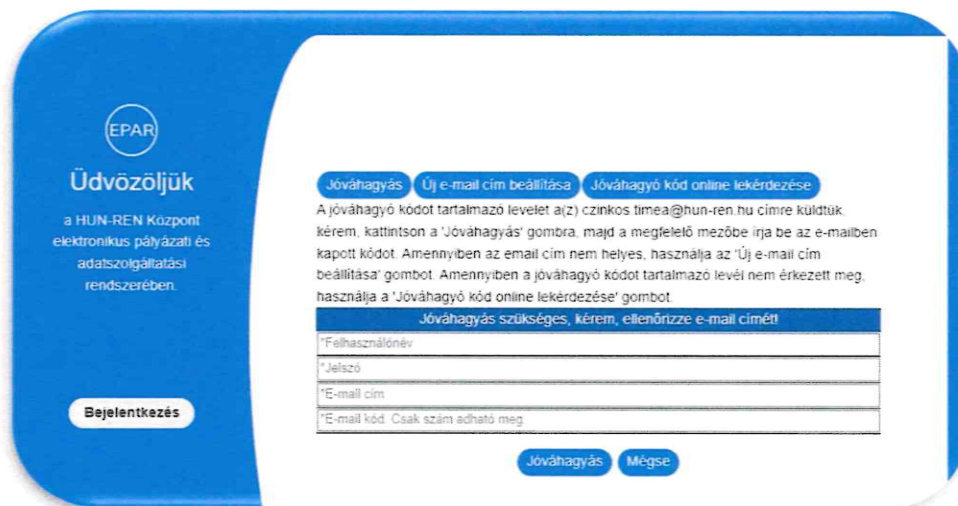 EPAR
Üdvözöljük
a HUN-REN Központ
elektronikus pályázati és
adatszolgáltatási
rendszerében.
Bejelentkezés
Jóváhagyás
Új e-mail cím beállítása
Jóváhagyó kód online lekérdezése
A jóváhagyó kódot tartalmazó levelet a(z) czinkos.timea@hun-ren.hu címre küldtük,
kérem, kattintson a 'Jóváhagyás' gombra, majd a megfelelő mezőbe írja be az e-mailben
kapott kódot. Amennyiben az email cím nem helyes, használja az 'Új e-mail cím
beállítása' gombot. Amennyiben a jóváhagyó kódot tartalmazó levél nem érkezett meg,
használja a 'Jóváhagyó kód online lekérdezése' gombot.
Jóváhagyás szükséges, kérem, ellenőrizze e-mail címét!
*Felhasználónév
*Jelszó
*E-mail cím
*E-mail kód. Csak szám adható meg.
Jóváhagyás
Mégse